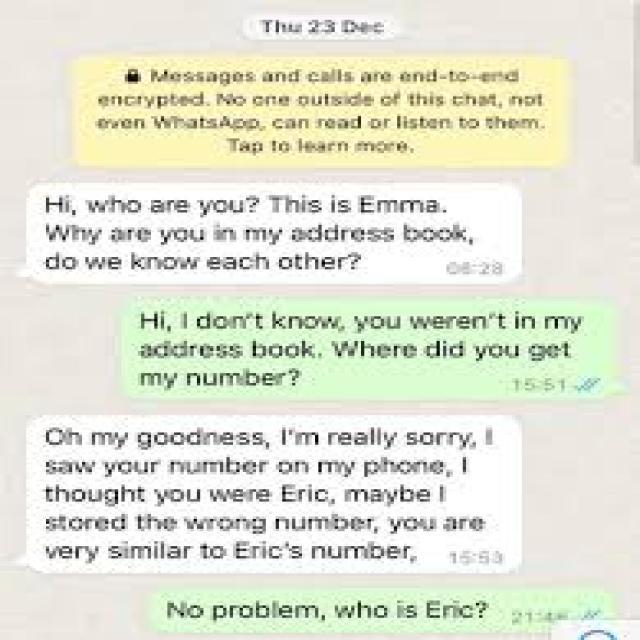 Thu 23 Dec
Messages and calls are end-to-end
encrypted. No one outside of this chat, not
even WhatsApp, can read or listen to them.
Tap to learn more.
Hi, who are you? This is Emma.
Why are you in my address book,
do we know each other?
06:28
Hi, I don't know, you weren't in my
address book. Where did you get
my number?
15:51
Oh my goodness, I'm really sorry, I
saw your number on my phone, I
thought you were Eric, maybe I
stored the wrong number, you are
very similar to Eric's number,
15:53
No problem, who is Eric?